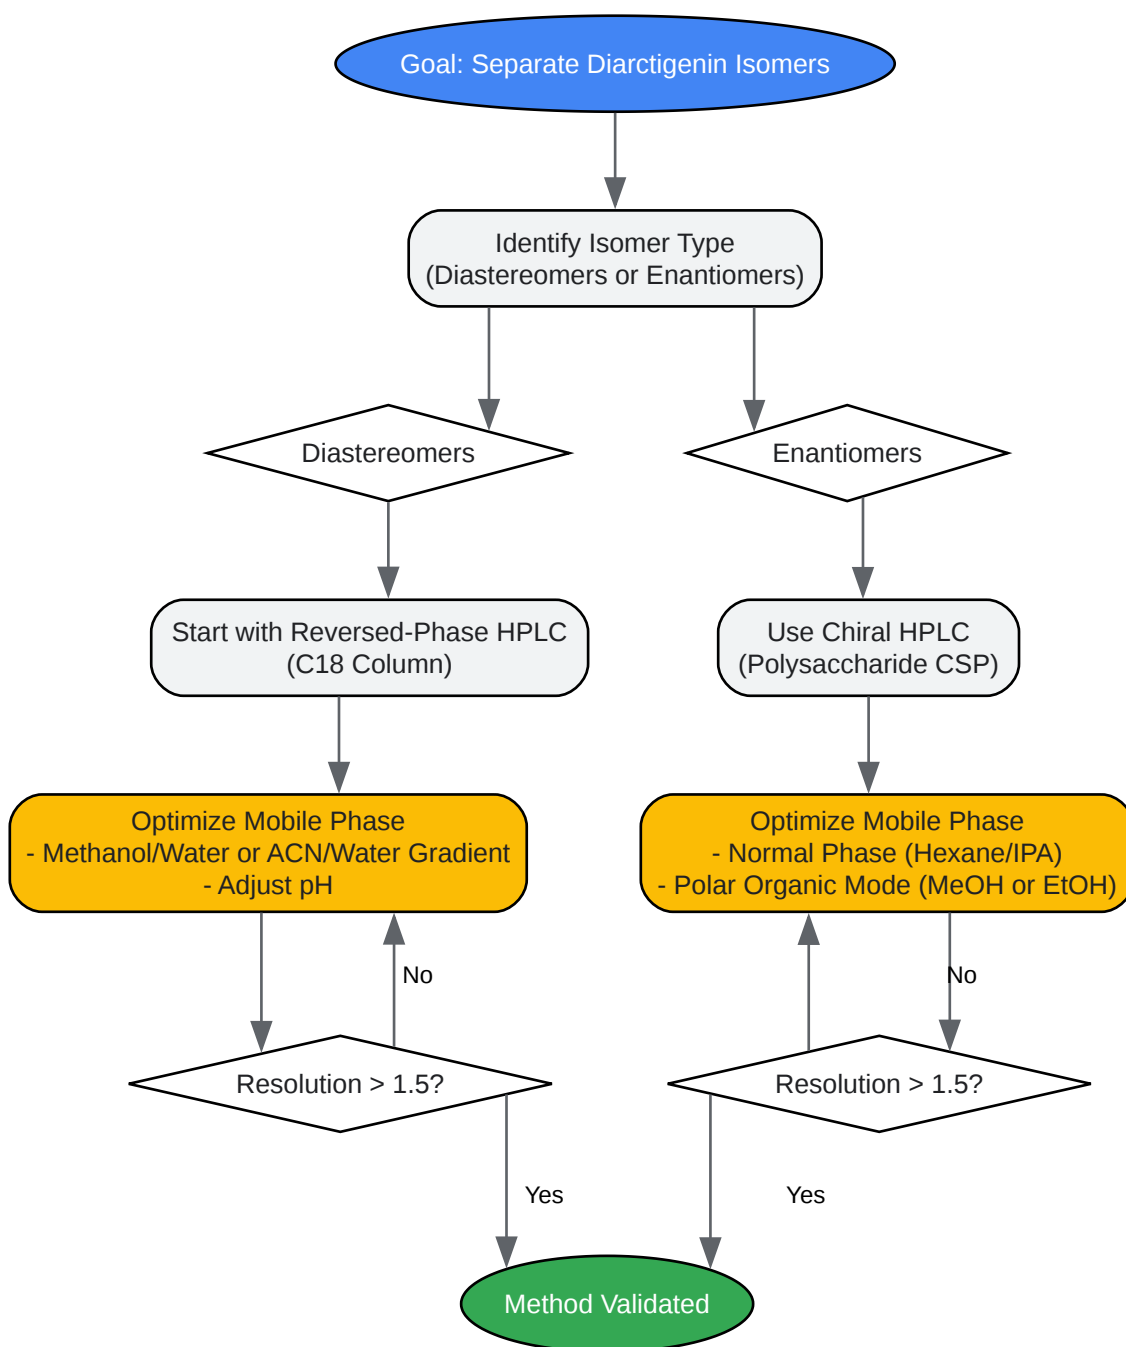 Goal: Separate Diarctigenin Isomers
Identify Isomer Type
(Diastereomers or Enantiomers)
Diastereomers
Enantiomers
Start with Reversed-Phase HPLC
(C18 Column)
Use Chiral HPLC
(Polysaccharide CSP)
Optimize Mobile Phase
- Methanol/Water or ACN/Water Gradient
- Adjust pH
Optimize Mobile Phase
- Normal Phase (Hexane/IPA)
- Polar Organic Mode (MeOH or EtOH)
No
No
Resolution > 1.5?
Resolution > 1.5?
Yes
Yes
Method Validated